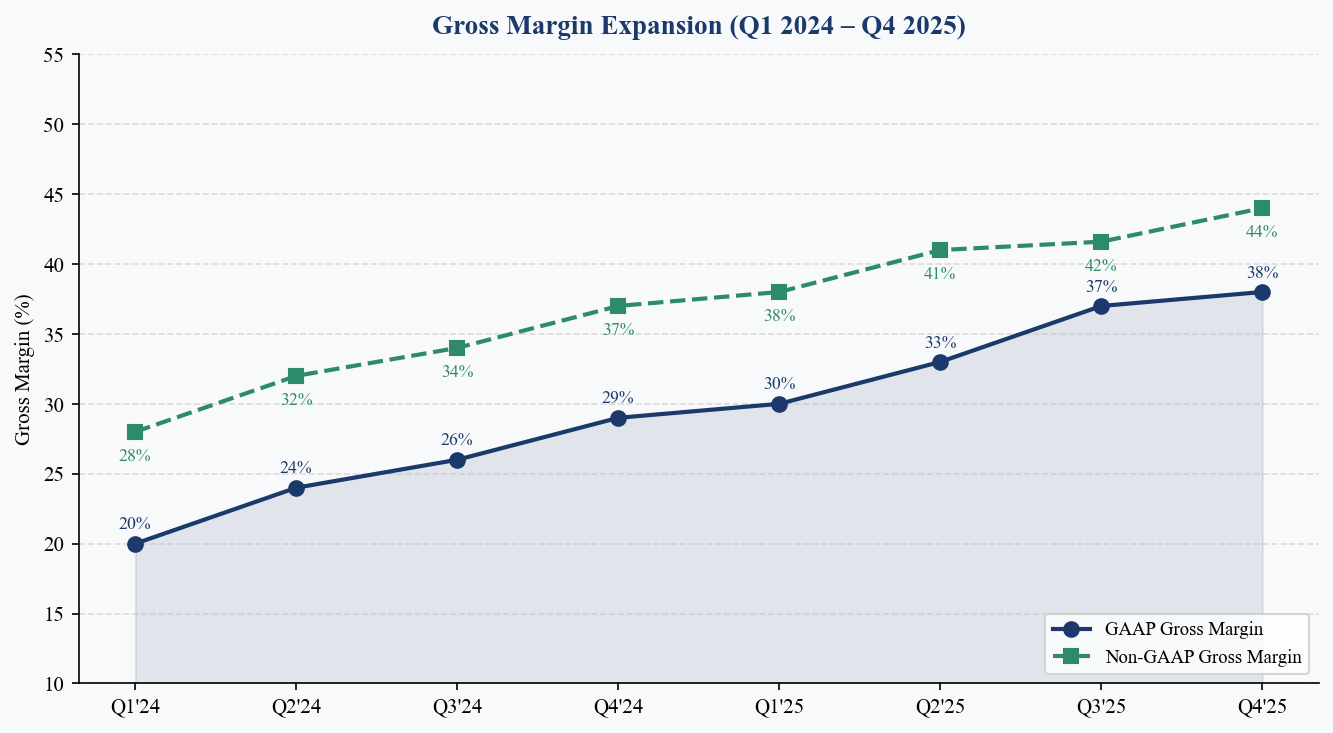 Gross Margin Expansion (Q1 2024 – Q4 2025)
Gross Margin (%)
55
50
45
40
35
30
25
20
15
10
28%
32%
34%
37%
38%
41%
42%
44%
20%
24%
26%
29%
30%
33%
37%
38%
GAAP Gross Margin
Non-GAAP Gross Margin
Q1'24
Q2'24
Q3'24
Q4'24
Q1'25
Q2'25
Q3'25
Q4'25